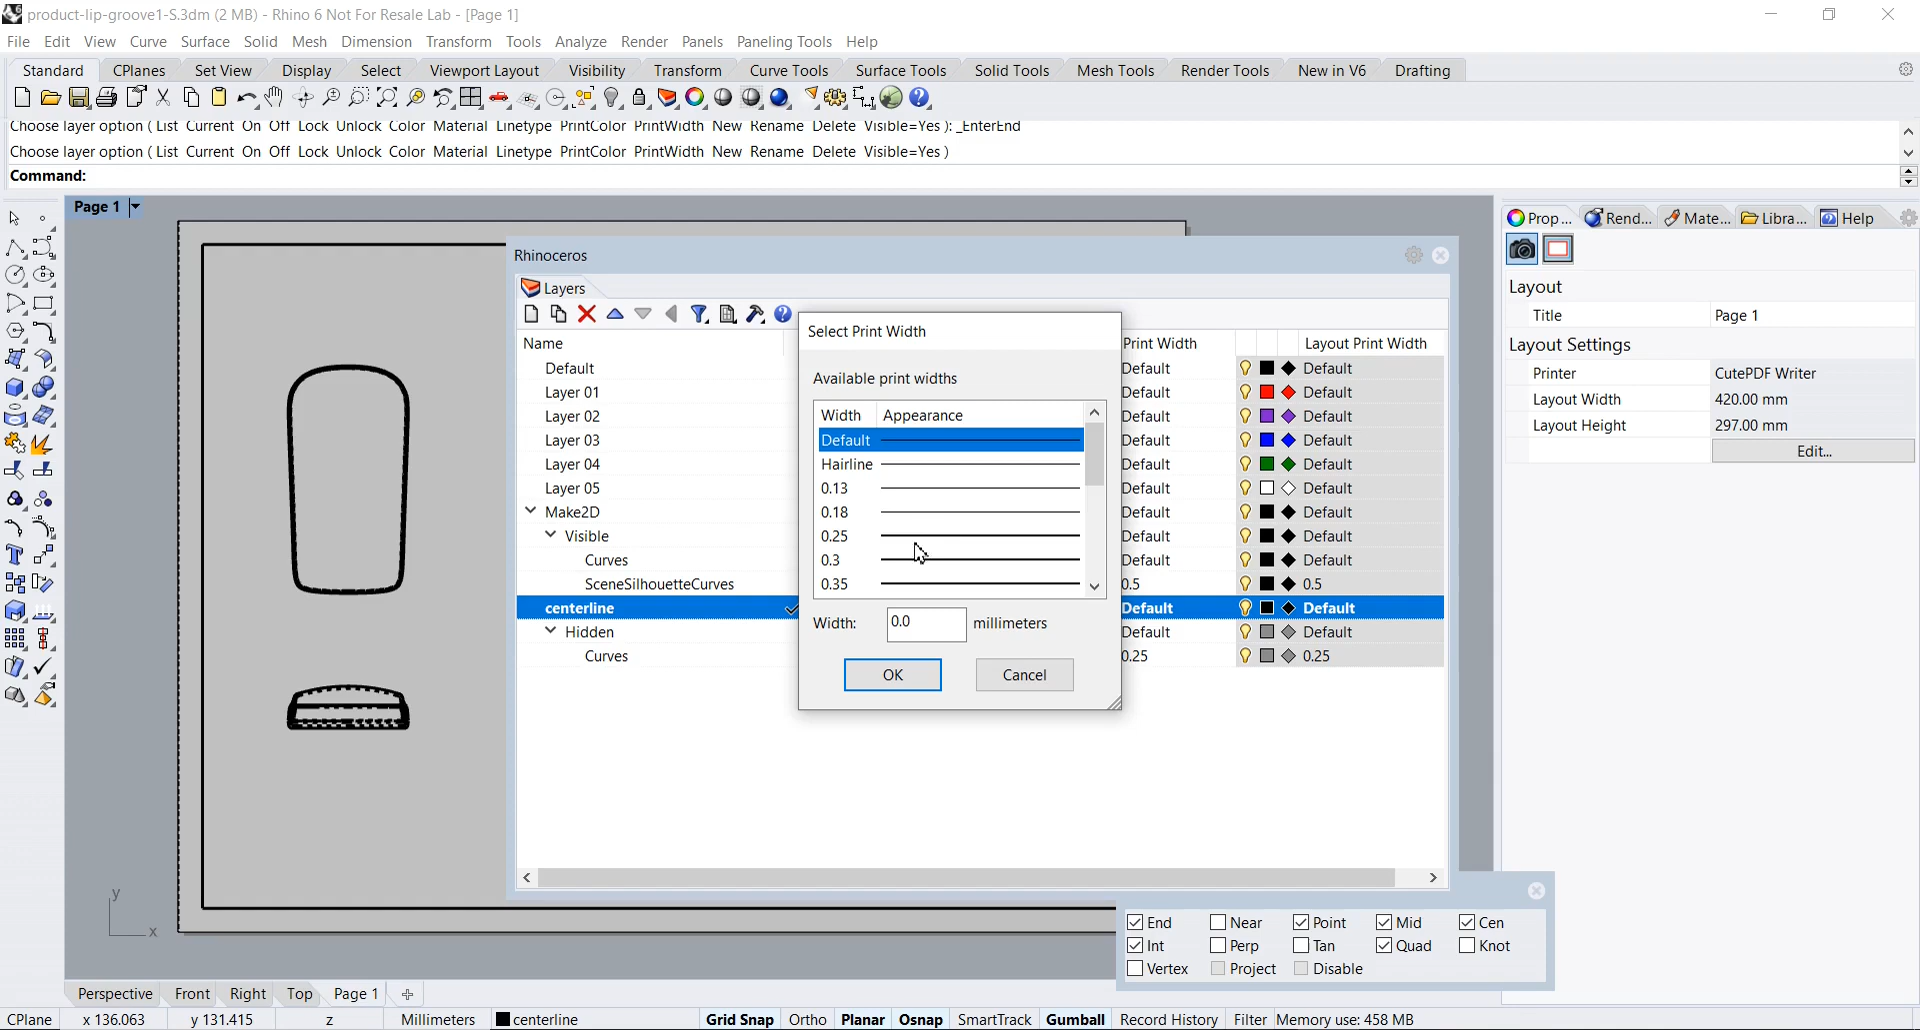 product-lip-groove1-S.3dm (2 MB) - Rhino 6 Not For Resale Lab - [Page 1]
File Edit View Curve Surface Solid Mesh Dimension Transform Tools Analyze Render Panels Paneling Tools Help
Standard CPlanes Set View Display Select Viewport Layout Visibility Transform Curve Tools Surface Tools Solid Tools Mesh Tools Render Tools New in V6 Drafting
Choose layer option ( List Current On Off Lock Unlock Color Material Linetype PrintColor PrintWidth New Rename Delete Visible=Yes ): _EnterEnd
Choose layer option ( List Current On Off Lock Unlock Color Material Linetype PrintColor PrintWidth New Rename Delete Visible=Yes )
Command:
Page 1
Prop... Rend... Mate... Libra... Help
Rhinoceros
Layers
Name Print Width Layout Print Width
Default Default Default
Layer 01 Default Default
Layer 02 Default Default
Layer 03 Default Default
Layer 04 Default Default
Layer 05 Default Default
Make2D Default Default
Visible Default Default
Curves Default Default
SceneSilhouetteCurves 0.5 0.5
centerline Default Default
Hidden Default Default
Curves 0.25 0.25
Select Print Width
Available print widths
Width Appearance
Default
Hairline
0.13
0.18
0.25
0.3
0.35
Width: 0.0 millimeters
OK Cancel
Layout
Title Page 1
Layout Settings
Printer CutePDF Writer
Layout Width 420.00 mm
Layout Height 297.00 mm
Edit...
y
x
End Near Point Mid Cen
Int Perp Tan Quad Knot
Vertex Project Disable
Perspective Front Right Top Page 1
CPlane x 136.063 y 131.415 z Millimeters centerline Grid Snap Ortho Planar Osnap SmartTrack Gumball Record History Filter Memory use: 458 MB